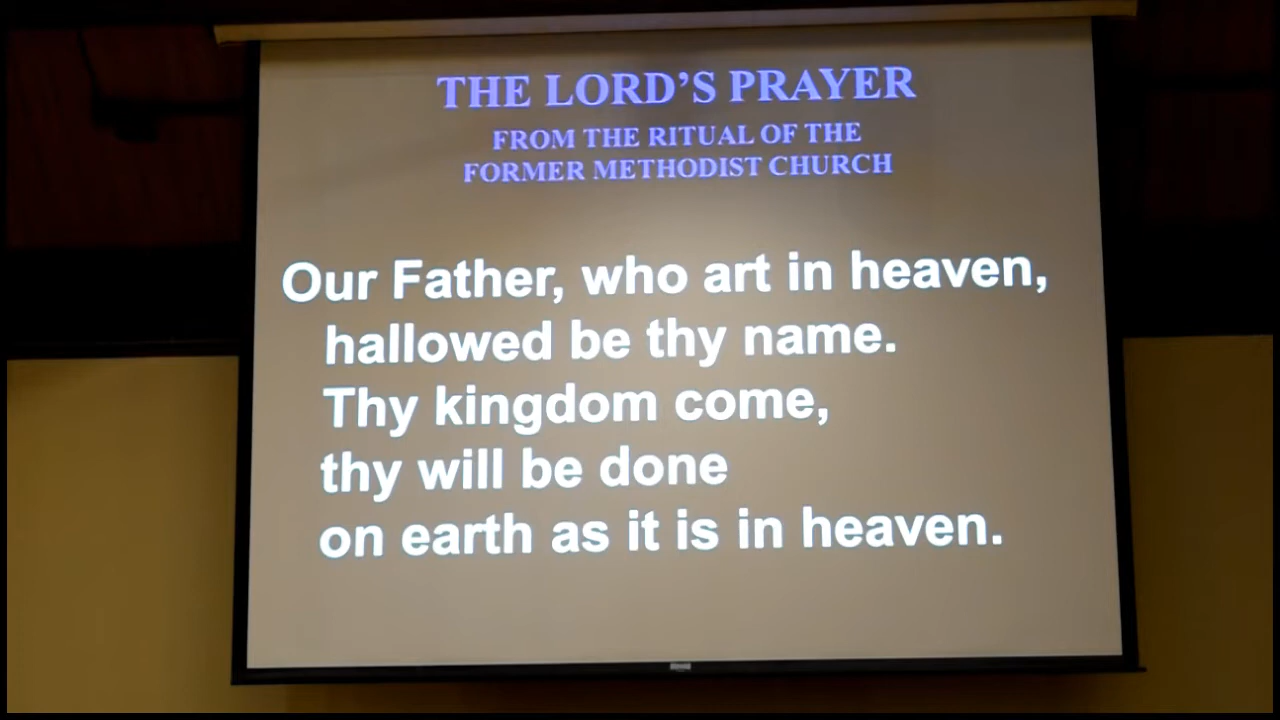 THE LORD'S PRAYER
FROM THE RITUAL OF THE
FORMER METHODIST CHURCH
Our Father, who art in heaven,
hallowed be thy name.
Thy kingdom come,
thy will be done
on earth as it is in heaven.